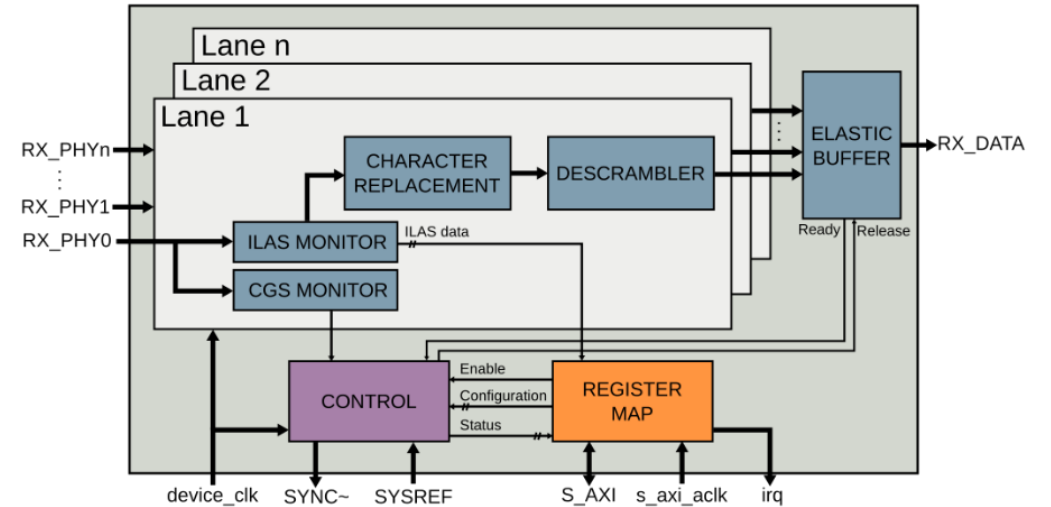 Lane n
Lane 2
Lane 1
RX_PHYn
RX_PHY1
RX_PHY0
CHARACTER
REPLACEMENT
DESCRAMBLER
ELASTIC
BUFFER
RX_DATA
ILAS MONITOR
ILAS data
CGS MONITOR
Ready
Release
CONTROL
Enable
Configuration
Status
REGISTER
MAP
device_clk
SYNC~
SYSREF
S_AXI
s_axi_aclk
irq